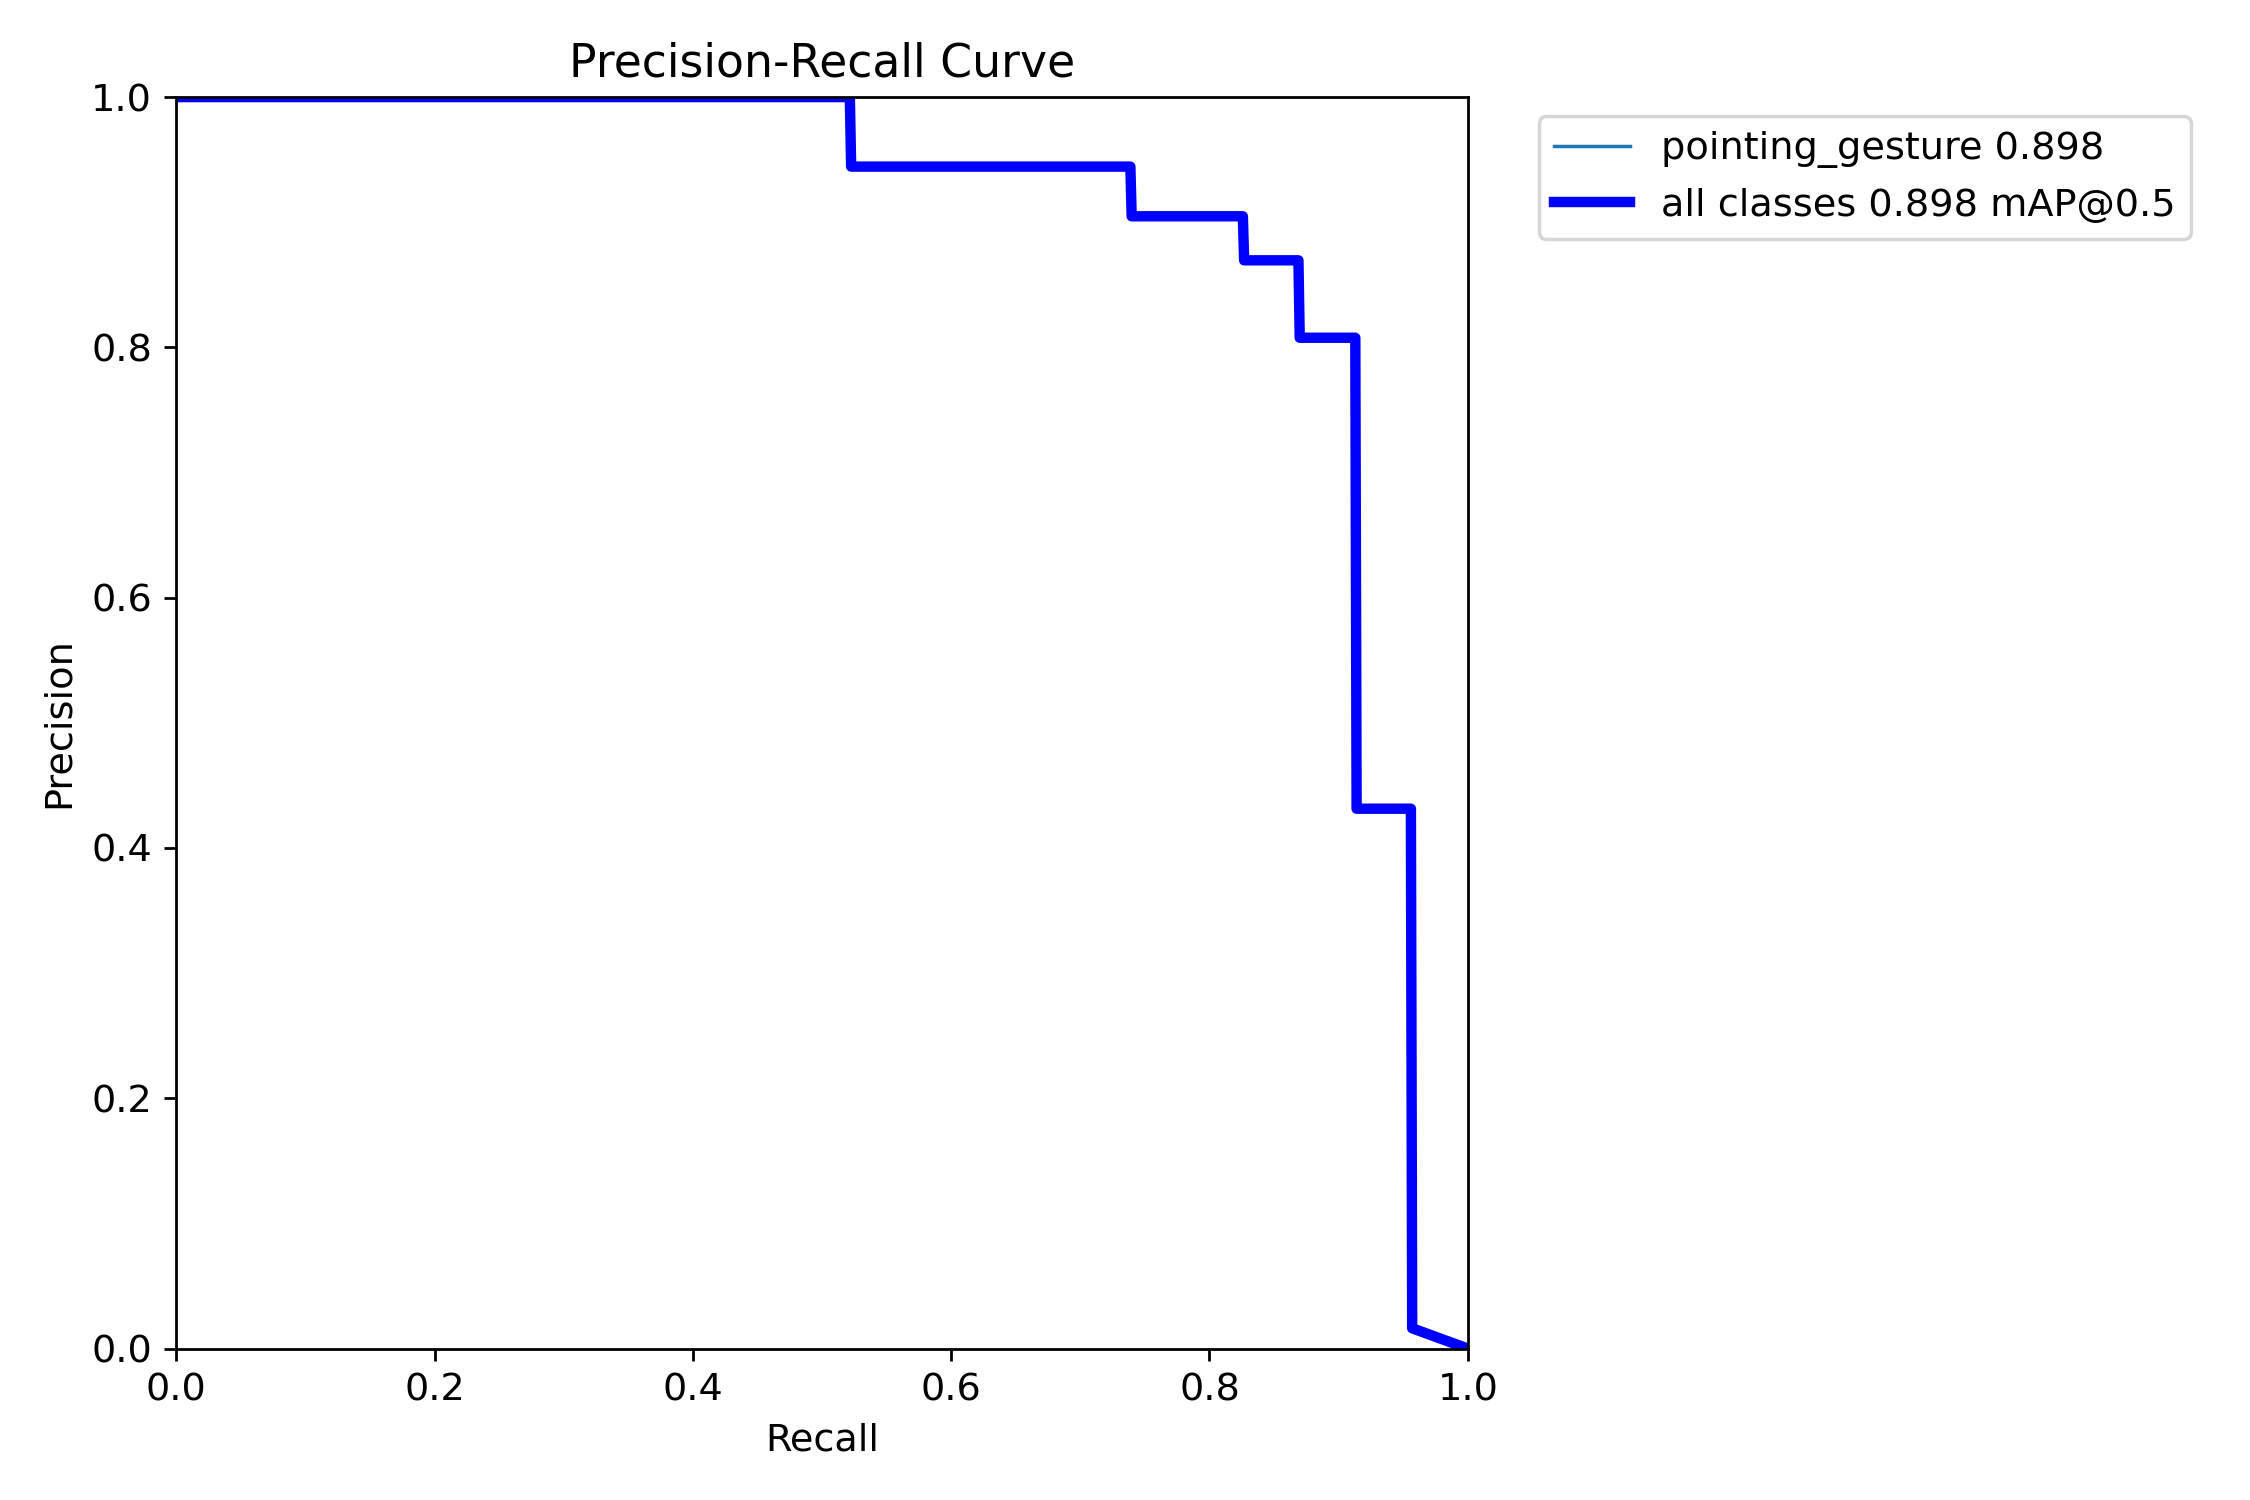 Precision-Recall Curve
1.0
0.8
0.6
0.4
0.2
0.0
Precision
0.0 0.2 0.4 0.6 0.8 1.0
Recall
pointing_gesture 0.898
all classes 0.898 mAP@0.5